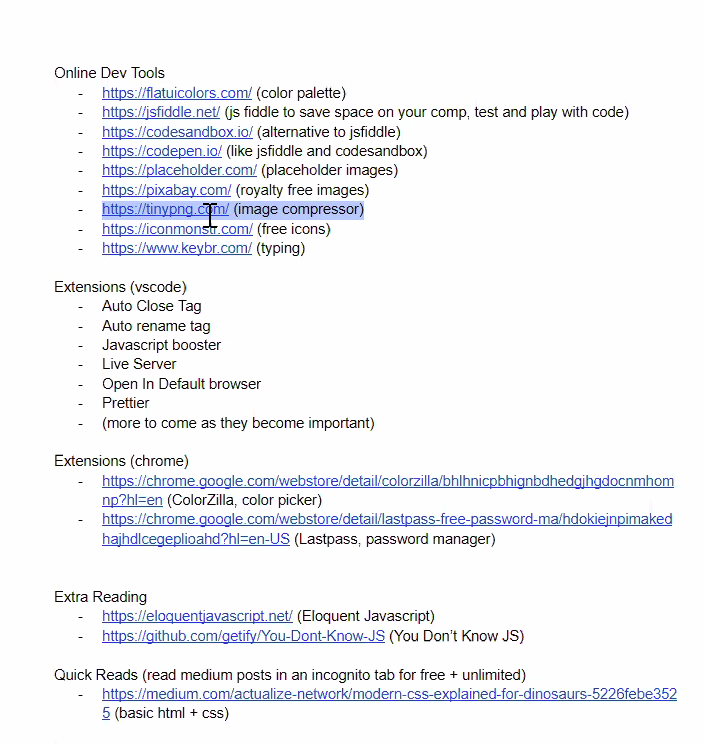 Online Dev Tools
- https://flatuicolors.com/ (color palette)
- https://jsfiddle.net/ (js fiddle to save space on your comp, test and play with code)
- https://codesandbox.io/ (alternative to jsfiddle)
- https://codepen.io/ (like jsfiddle and codesandbox)
- https://placeholder.com/ (placeholder images)
- https://pixabay.com/ (royalty free images)
- https://tinypng.com/ (image compressor)
- https://iconmonstr.com/ (free icons)
- https://www.keybr.com/ (typing)
Extensions (vscode)
- Auto Close Tag
- Auto rename tag
- Javascript booster
- Live Server
- Open In Default browser
- Prettier
- (more to come as they become important)
Extensions (chrome)
- https://chrome.google.com/webstore/detail/colorzilla/bhlhnicpbhignbdhedgjhgdocnmhom
np?hl=en (ColorZilla, color picker)
- https://chrome.google.com/webstore/detail/lastpass-free-password-ma/hdokiejnpimaked
hajhdlcegeplioahd?hl=en-US (Lastpass, password manager)
Extra Reading
- https://eloquentjavascript.net/ (Eloquent Javascript)
- https://github.com/getify/You-Dont-Know-JS (You Don’t Know JS)
Quick Reads (read medium posts in an incognito tab for free + unlimited)
- https://medium.com/actualize-network/modern-css-explained-for-dinosaurs-5226febe352
5 (basic html + css)